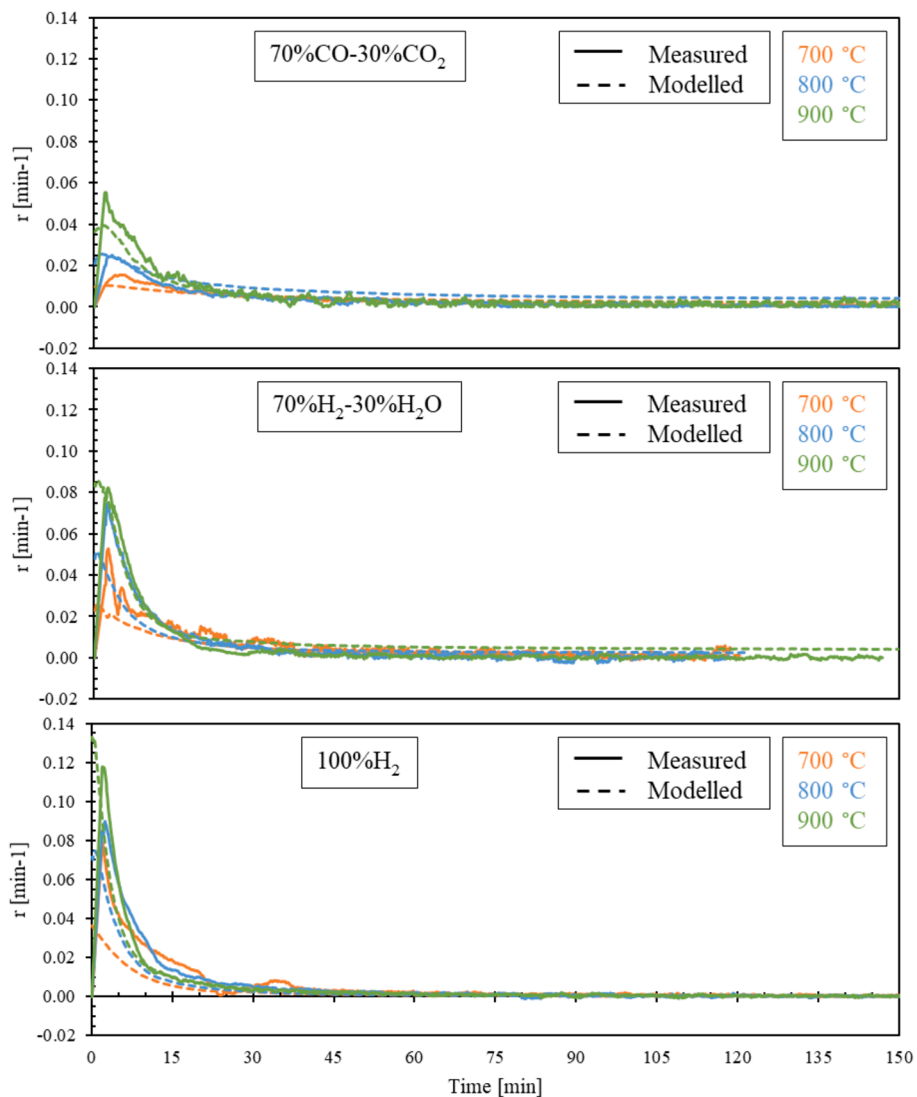 0.14
0.12
0.10
0.08
0.06
0.04
0.02
0.00
-0.02
r [min-1]
70%CO-30%CO₂
Measured
Modelled
700 °C
800 °C
900 °C
0.14
0.12
0.10
0.08
0.06
0.04
0.02
0.00
-0.02
r [min-1]
70%H₂-30%H₂O
Measured
Modelled
700 °C
800 °C
900 °C
0.14
0.12
0.10
0.08
0.06
0.04
0.02
0.00
-0.02
r [min-1]
100%H₂
Measured
Modelled
700 °C
800 °C
900 °C
0 15 30 45 60 75 90 105 120 135 150
Time [min]